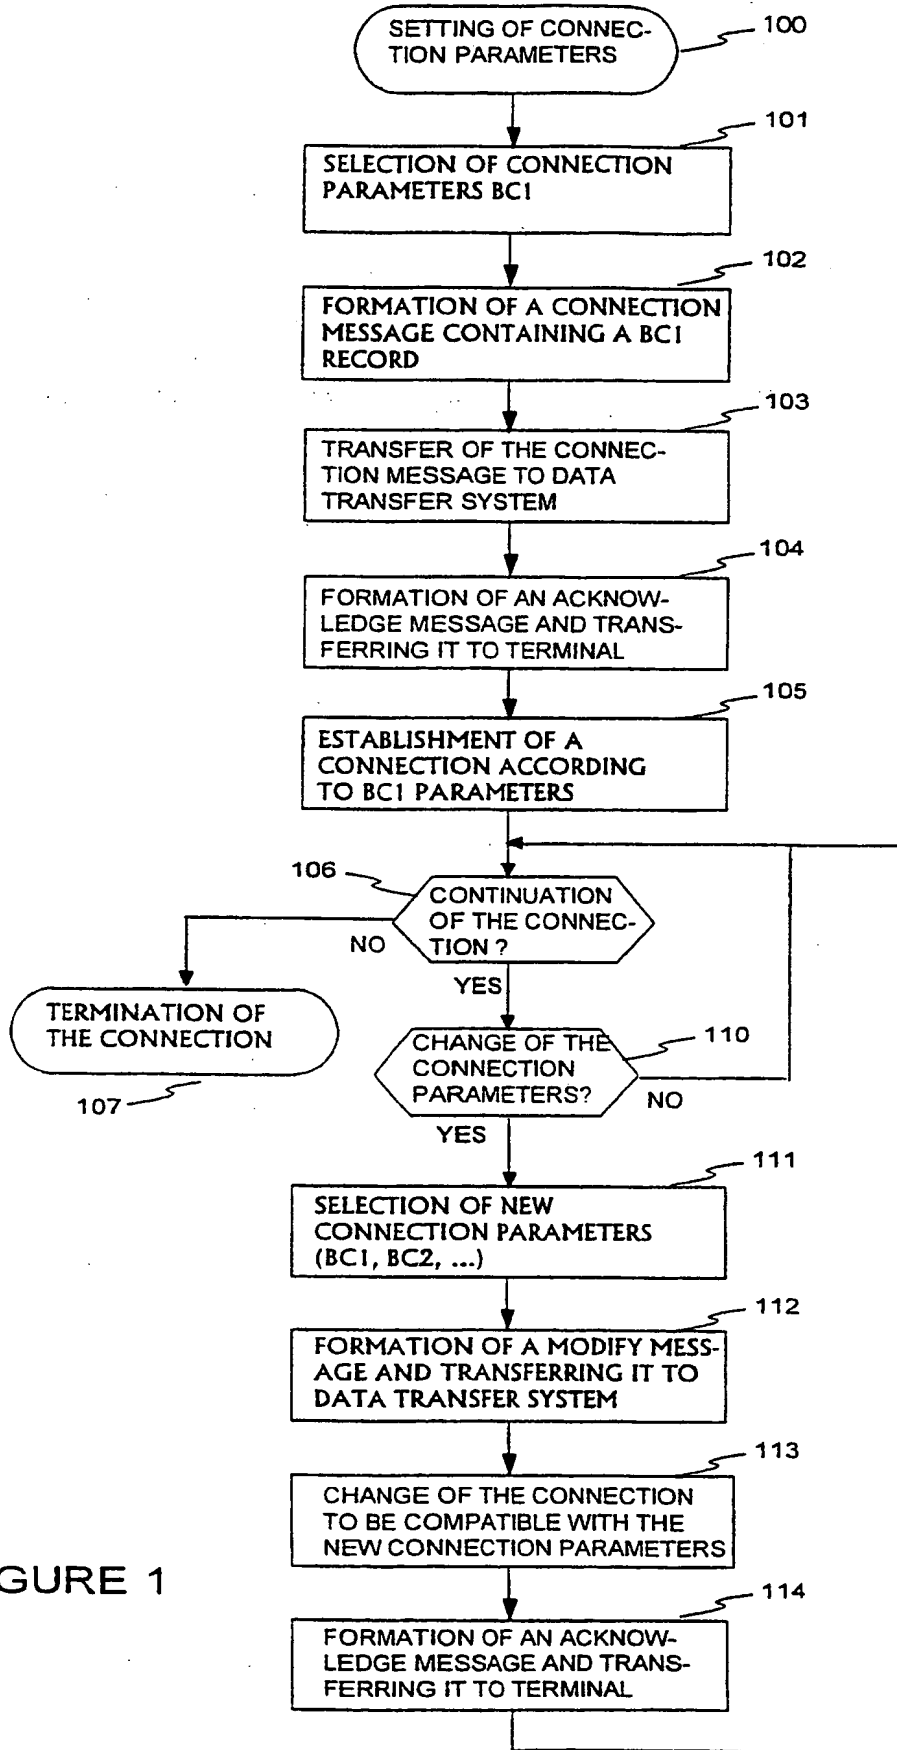 SETTING OF CONNEC-
TION PARAMETERS
100
101
SELECTION OF CONNECTION
PARAMETERS BC1
102
FORMATION OF A CONNECTION
MESSAGE CONTAINING A BC1
RECORD
103
TRANSFER OF THE CONNEC-
TION MESSAGE TO DATA
TRANSFER SYSTEM
104
FORMATION OF AN ACKNOW-
LEDGE MESSAGE AND TRANS-
FERRING IT TO TERMINAL
105
ESTABLISHMENT OF A
CONNECTION ACCORDING
TO BC1 PARAMETERS
106
CONTINUATION
OF THE CONNEC-
TION ?
NO
YES
TERMINATION OF
THE CONNECTION
107
CHANGE OF THE
CONNECTION
PARAMETERS?
110
NO
YES
111
SELECTION OF NEW
CONNECTION PARAMETERS
(BC1, BC2, ...)
112
FORMATION OF A MODIFY MESS-
AGE AND TRANSFERRING IT TO
DATA TRANSFER SYSTEM
113
CHANGE OF THE CONNECTION
TO BE COMPATIBLE WITH THE
NEW CONNECTION PARAMETERS
GURE 1
114
FORMATION OF AN ACKNOW-
LEDGE MESSAGE AND TRANS-
FERRING IT TO TERMINAL